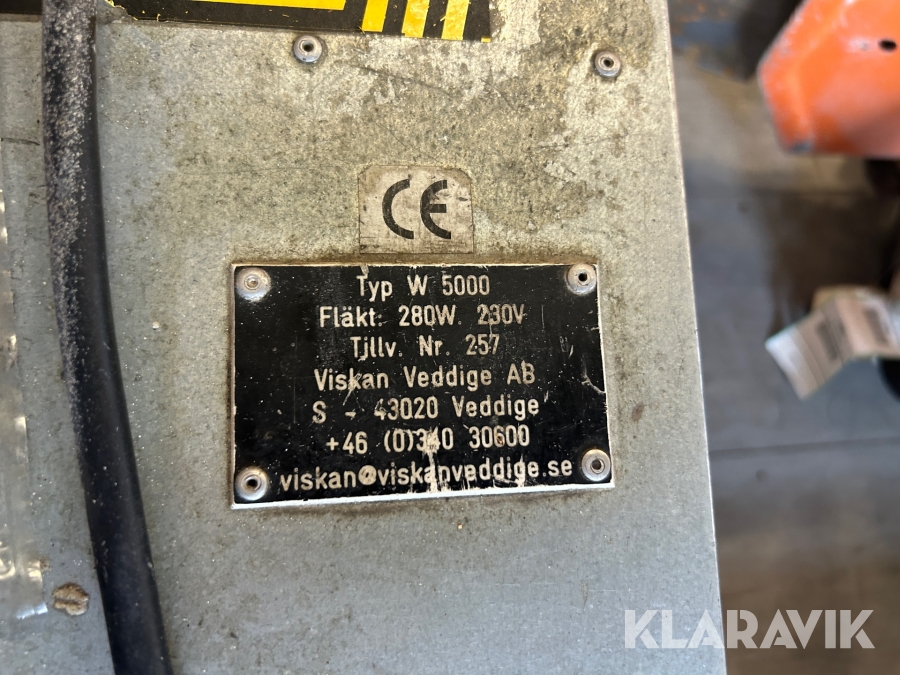 CE
Typ W 5000
Fläkt: 280W. 230V
Tillv. Nr. 257
Viskan Veddige AB
S - 43020 Veddige
+46 (0)340 30600
viskan@viskanveddige.se
KLARAVIK